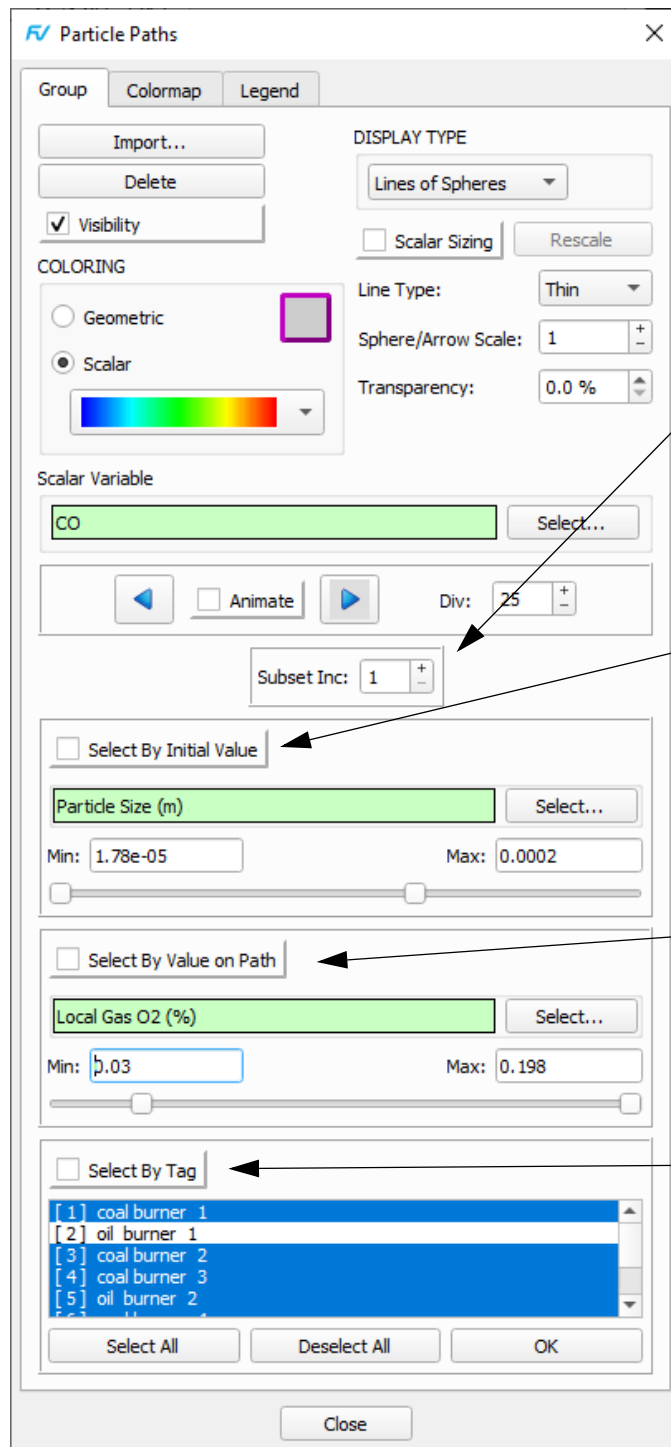 FV Particle Paths
Group Colormap Legend
Import...
Delete
Visibility
DISPLAY TYPE
Lines of Spheres
Scalar Sizing Rescale
COLORING
Geometric
Scalar
Line Type: Thin
Sphere/Arrow Scale: 1
Transparency: 0.0 %
Scalar Variable
CO Select...
Animate Div: 25
Subset Inc: 1
Select By Initial Value
Particle Size (m) Select...
Min: 1.78e-05 Max: 0.0002
Select By Value on Path
Local Gas O2 (%) Select...
Min: 0.03 Max: 0.198
Select By Tag
[ 1] coal burner 1
[ 2] oil burner 1
[ 3] coal burner 2
[ 4] coal burner 3
[ 5] oil burner 2
Select All Deselect All OK
Close